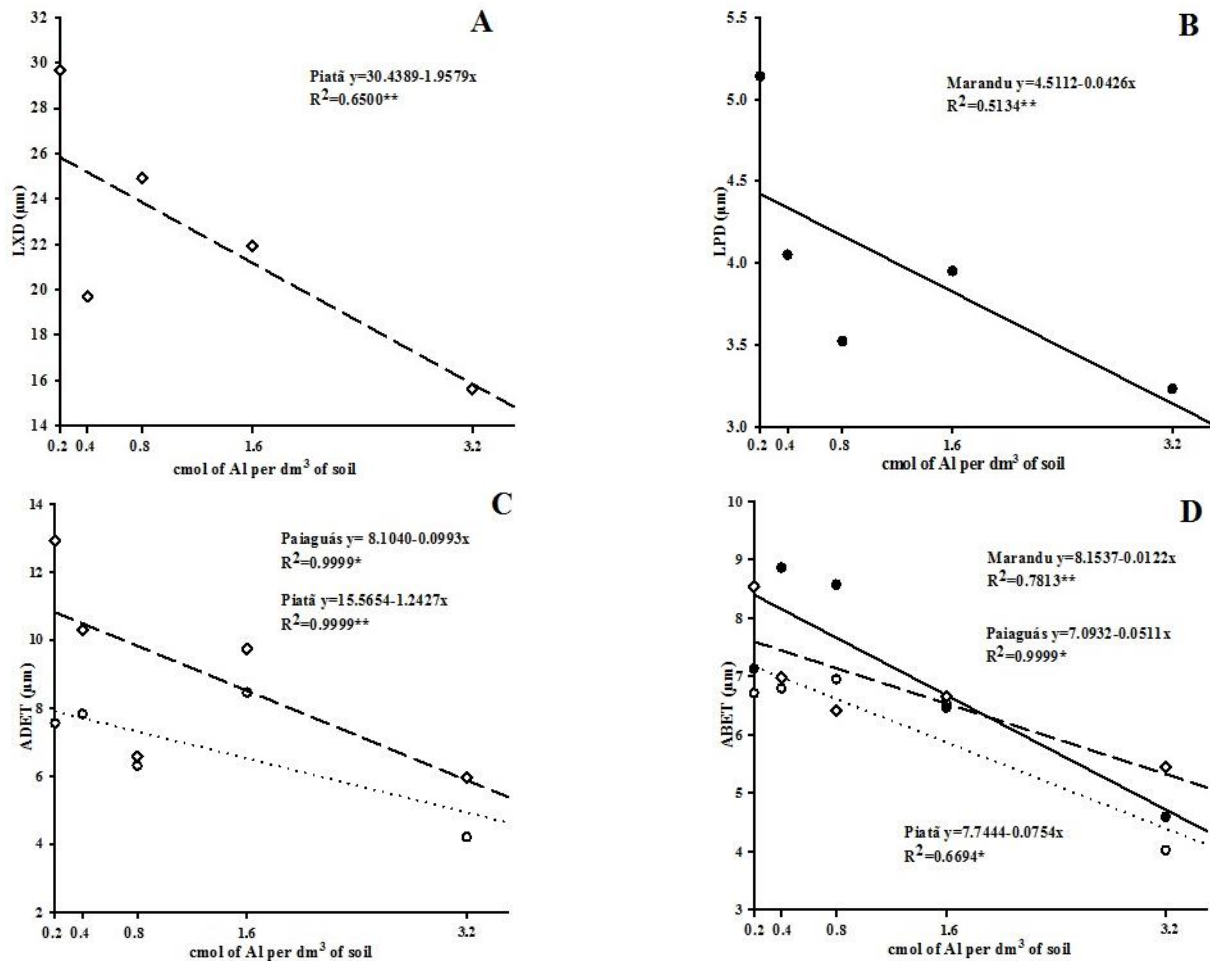 A
32
30
28
26
24
22
20
18
16
14
LXD (µm)
Piatã y=30.4389-1.9579x
R²=0.6500**
0.2 0.4 0.8 1.6 3.2
cmol of Al per dm³ of soil
B
5.5
5.0
4.5
4.0
3.5
3.0
LPD (µm)
Marandu y=4.5112-0.0426x
R²=0.5134**
0.2 0.4 0.8 1.6 3.2
cmol of Al per dm³ of soil
C
14
12
10
8
6
4
2
ADET (µm)
Paiaguás y= 8.1040-0.0993x
R²=0.9999*
Piatã y=15.5654-1.2427x
R²=0.9999**
0.2 0.4 0.8 1.6 3.2
cmol of Al per dm³ of soil
D
10
9
8
7
6
5
4
3
ABET (µm)
Marandu y=8.1537-0.0122x
R²=0.7813**
Paiaguás y=7.0932-0.0511x
R²=0.9999*
Piatã y=7.7444-0.0754x
R²=0.6694*
0.2 0.4 0.8 1.6 3.2
cmol of Al per dm³ of soil